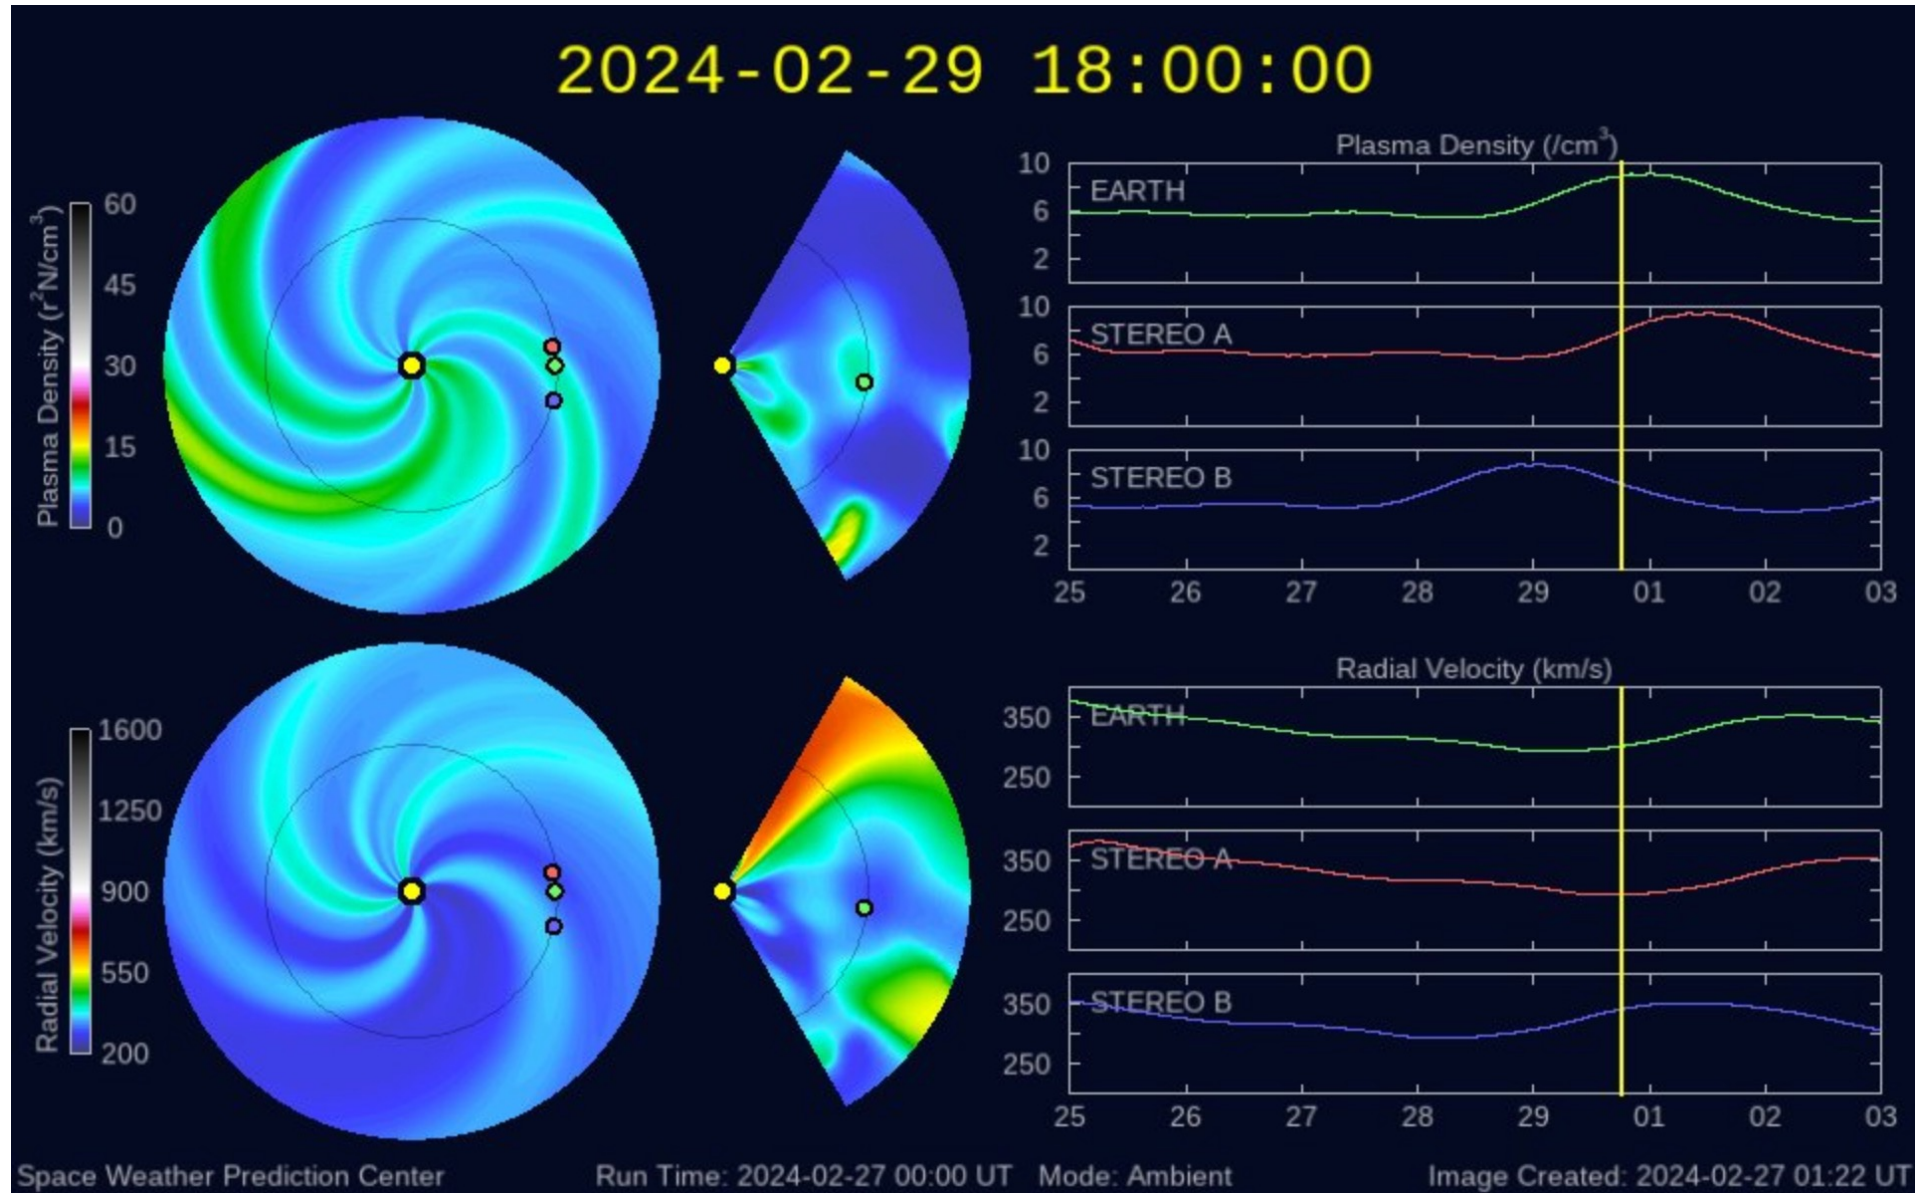 2024-02-29 18:00:00
Plasma Density (r²N/cm³)
60
45
30
15
0
Plasma Density (/cm³)
EARTH
10
6
2
STEREO A
10
6
2
STEREO B
10
6
2
25 26 27 28 29 01 02 03
Radial Velocity (km/s)
1600
1250
900
550
200
Radial Velocity (km/s)
EARTH
350
250
STEREO A
350
250
STEREO B
350
250
25 26 27 28 29 01 02 03
Space Weather Prediction Center Run Time: 2024-02-27 00:00 UT Mode: Ambient Image Created: 2024-02-27 01:22 UT